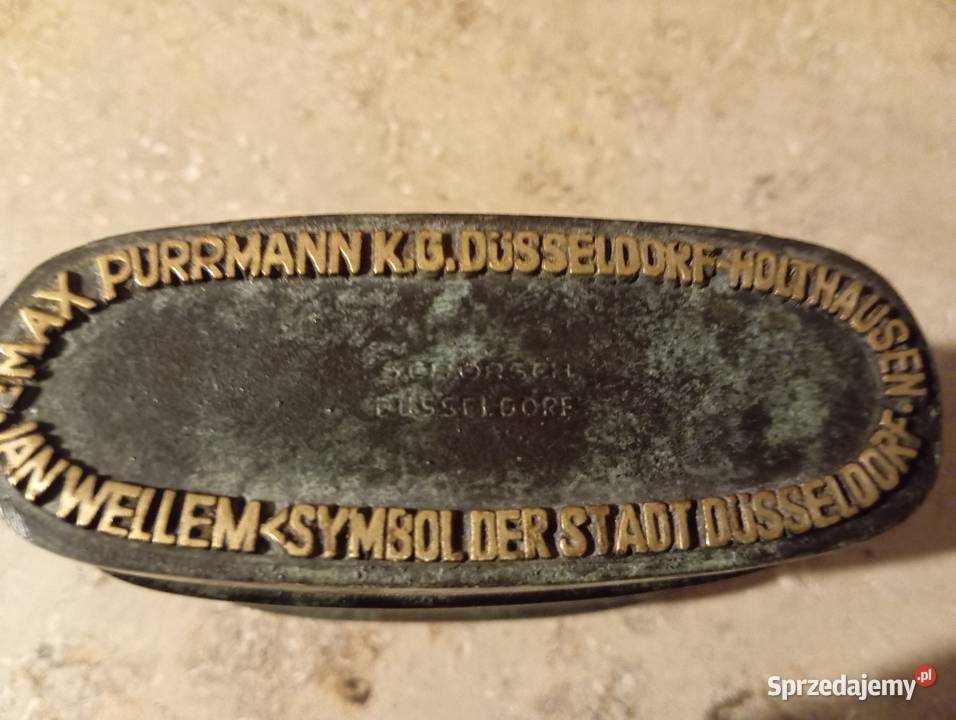 MAX PURRMANN K.G. DÜSSELDORF-HOLTHAUSEN.
JAN WELLEM < SYMBOL DER STADT DÜSSELDORF
DÜSSELDORF
Sprzedajemy.pl